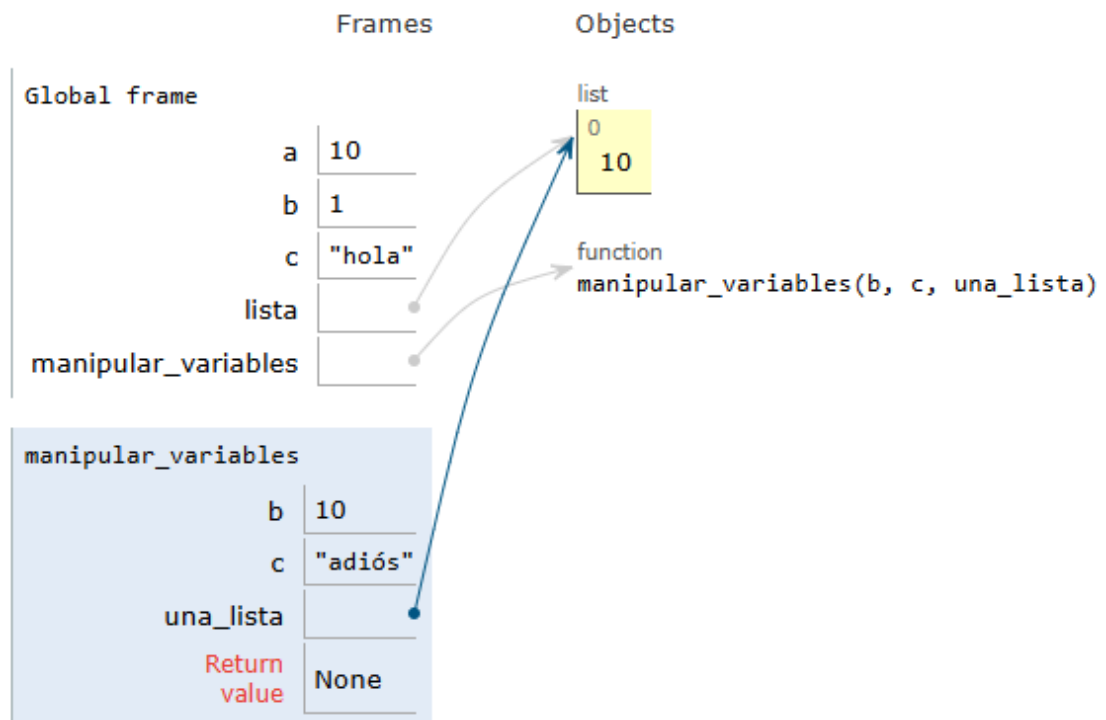 Frames Objects
Global frame
list
0
10
a 10
b 1
c "hola"
lista
manipular_variables
function
manipular_variables(b, c, una_lista)
manipular_variables
b 10
c "adiós"
una_lista
Return
value None